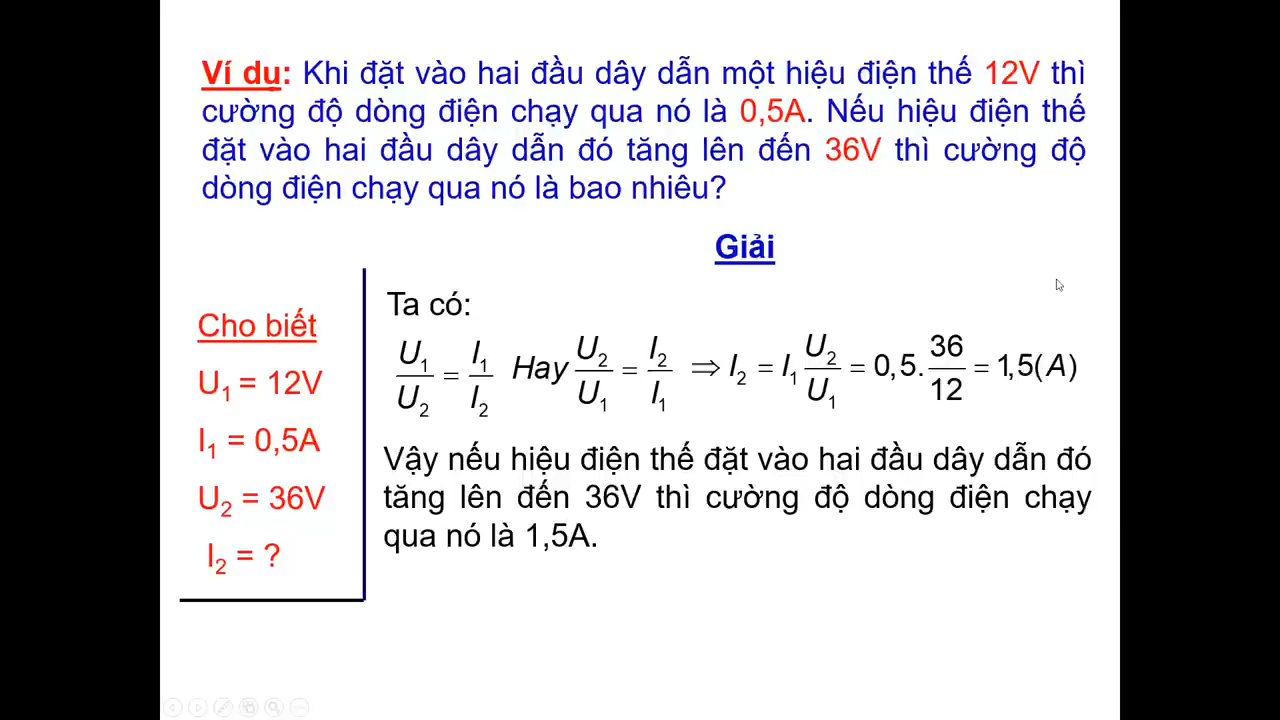 Ví dụ: Khi đặt vào hai đầu dây dẫn một hiệu điện thế 12V thì
cường độ dòng điện chạy qua nó là 0,5A. Nếu hiệu điện thế
đặt vào hai đầu dây dẫn đó tăng lên đến 36V thì cường độ
dòng điện chạy qua nó là bao nhiêu?
Giải
Cho biết
U₁ = 12V
I₁ = 0,5A
U₂ = 36V
I₂ = ?
Ta có:
U₁/U₂ = I₁/I₂ Hay U₂/U₁ = I₂/I₁ ⇒ I₂ = I₁ U₂/U₁ = 0,5. 36/12 = 1,5(A)
Vậy nếu hiệu điện thế đặt vào hai đầu dây dẫn đó
tăng lên đến 36V thì cường độ dòng điện chạy
qua nó là 1,5A.